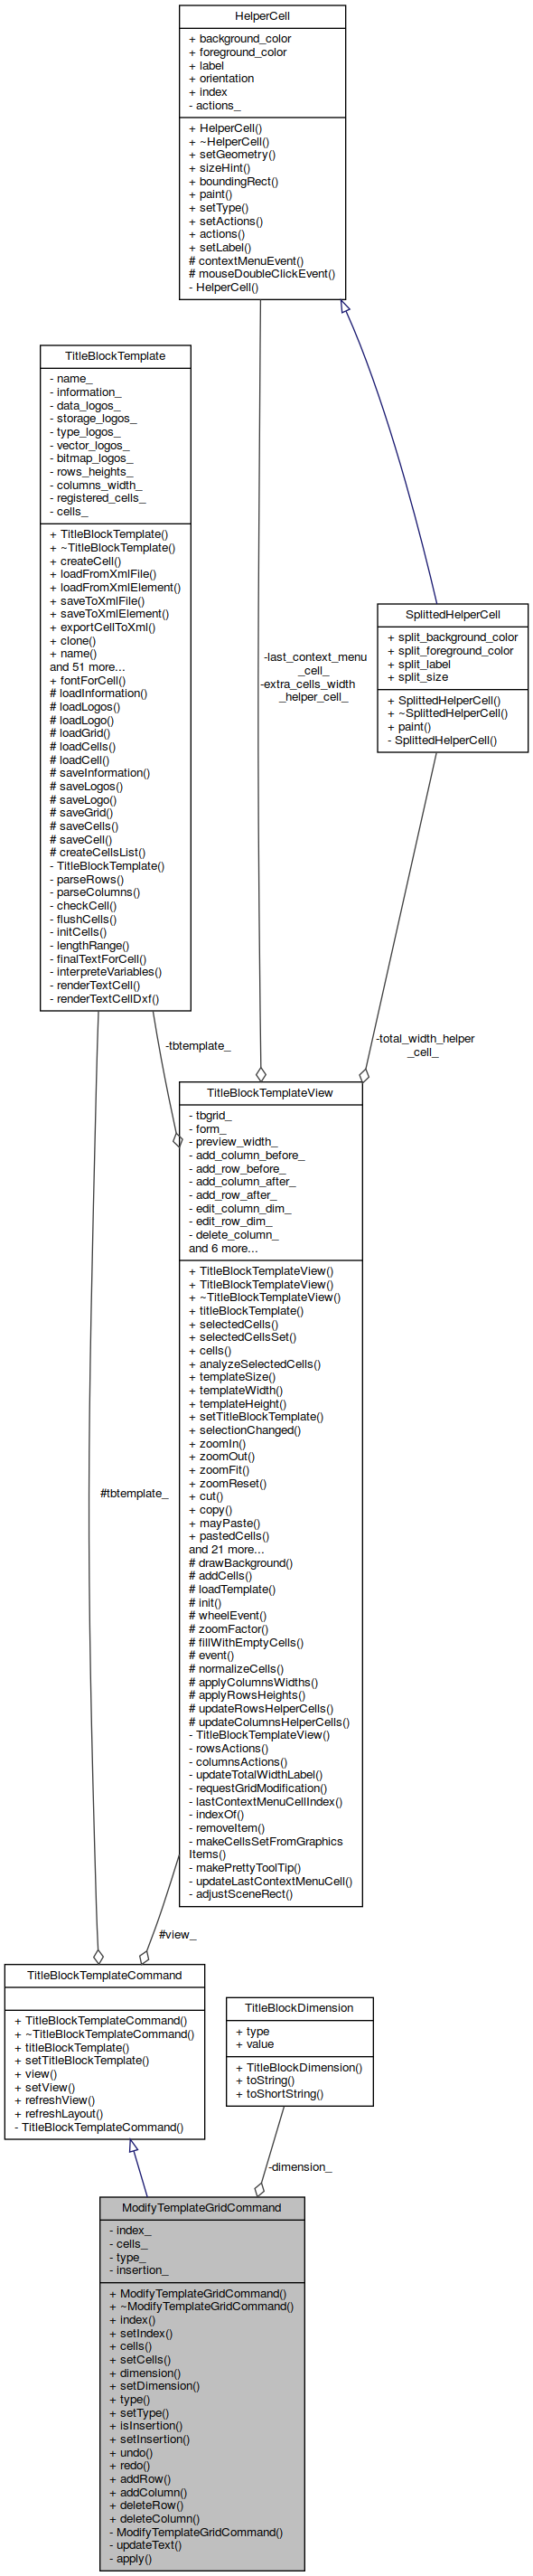 HelperCell
+ background_color
+ foreground_color
+ label
+ orientation
+ index
- actions_
+ HelperCell()
+ ~HelperCell()
+ setGeometry()
+ sizeHint()
+ boundingRect()
+ paint()
+ setType()
+ setActions()
+ actions()
+ setLabel()
# contextMenuEvent()
# mouseDoubleClickEvent()
- HelperCell()
TitleBlockTemplate
- name_
- information_
- data_logos_
- storage_logos_
- type_logos_
- vector_logos_
- bitmap_logos_
- rows_heights_
- columns_width_
- registered_cells_
- cells_
+ TitleBlockTemplate()
+ ~TitleBlockTemplate()
+ createCell()
+ loadFromXmlFile()
+ loadFromXmlElement()
+ saveToXmlFile()
+ saveToXmlElement()
+ exportCellToXml()
+ clone()
+ name()
and 51 more...
+ fontForCell()
# loadInformation()
# loadLogos()
# loadLogo()
# loadGrid()
# loadCells()
# loadCell()
# saveInformation()
# saveLogos()
# saveLogo()
# saveGrid()
# saveCells()
# saveCell()
# createCellsList()
- TitleBlockTemplate()
- parseRows()
- parseColumns()
- checkCell()
- flushCells()
- initCells()
- lengthRange()
- finalTextForCell()
- interpreteVariables()
- renderTextCell()
- renderTextCellDxf()
SplittedHelperCell
+ split_background_color
+ split_foreground_color
+ split_label
+ split_size
+ SplittedHelperCell()
+ ~SplittedHelperCell()
+ paint()
- SplittedHelperCell()
-last_context_menu
_cell_
-extra_cells_width
_helper_cell_
-total_width_helper
_cell_
-tbtemplate_
TitleBlockTemplateView
- tbgrid_
- form_
- preview_width_
- add_column_before_
- add_row_before_
- add_column_after_
- add_row_after_
- edit_column_dim_
- edit_row_dim_
- delete_column_
and 6 more...
+ TitleBlockTemplateView()
+ TitleBlockTemplateView()
+ ~TitleBlockTemplateView()
+ titleBlockTemplate()
+ selectedCells()
+ selectedCellsSet()
+ cells()
+ analyzeSelectedCells()
+ templateSize()
+ templateWidth()
+ templateHeight()
+ setTitleBlockTemplate()
+ selectionChanged()
+ zoomIn()
+ zoomOut()
+ zoomFit()
+ zoomReset()
+ cut()
+ copy()
+ mayPaste()
+ pastedCells()
and 21 more...
# drawBackground()
# addCells()
# loadTemplate()
# init()
# wheelEvent()
# zoomFactor()
# fillWithEmptyCells()
# event()
# normalizeCells()
# applyColumnsWidths()
# applyRowsHeights()
# updateRowsHelperCells()
# updateColumnsHelperCells()
- TitleBlockTemplateView()
- rowsActions()
- columnsActions()
- updateTotalWidthLabel()
- requestGridModification()
- lastContextMenuCellIndex()
- indexOf()
- removeItem()
- makeCellsSetFromGraphics
Items()
- makePrettyToolTip()
- updateLastContextMenuCell()
- adjustSceneRect()
#tbtemplate_
#view_
TitleBlockTemplateCommand
+ TitleBlockTemplateCommand()
+ ~TitleBlockTemplateCommand()
+ titleBlockTemplate()
+ setTitleBlockTemplate()
+ view()
+ setView()
+ refreshView()
+ refreshLayout()
- TitleBlockTemplateCommand()
TitleBlockDimension
+ type
+ value
+ TitleBlockDimension()
+ toString()
+ toShortString()
-dimension_
ModifyTemplateGridCommand
- index_
- cells_
- type_
- insertion_
+ ModifyTemplateGridCommand()
+ ~ModifyTemplateGridCommand()
+ index()
+ setIndex()
+ cells()
+ setCells()
+ dimension()
+ setDimension()
+ type()
+ setType()
+ isInsertion()
+ setInsertion()
+ undo()
+ redo()
+ addRow()
+ addColumn()
+ deleteRow()
+ deleteColumn()
- ModifyTemplateGridCommand()
- updateText()
- apply()